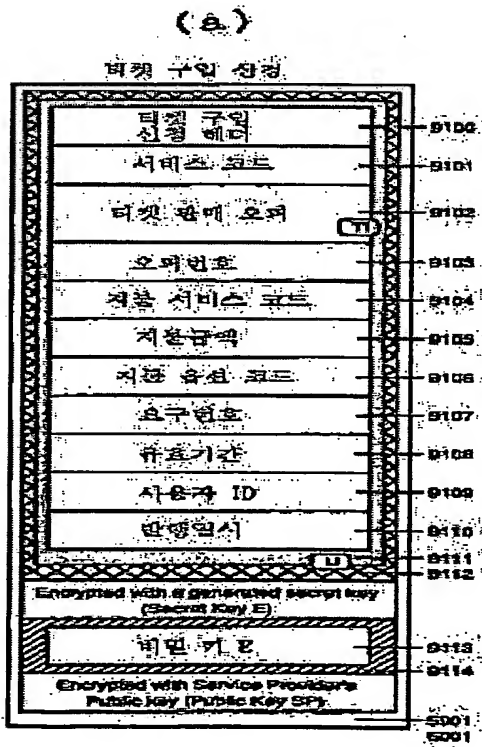 (a)
티켓 구입 신청
티켓 구입
신청 헤더 9100
서비스 코드 9101
티켓 판매 오퍼 9102
TI
오퍼번호 9103
지불 서비스 코드 9104
지불금액 9105
지불 옵션 코드 9106
요구번호 9107
유효기간 9108
사용자 ID 9109
발행일시 9110
U 9111
9112
Encrypted with a generated secret key
(Secret Key E)
비밀 키 E 9113
9114
Encrypted with Service Provider's
Public key (Public Key SP)
5901
6001